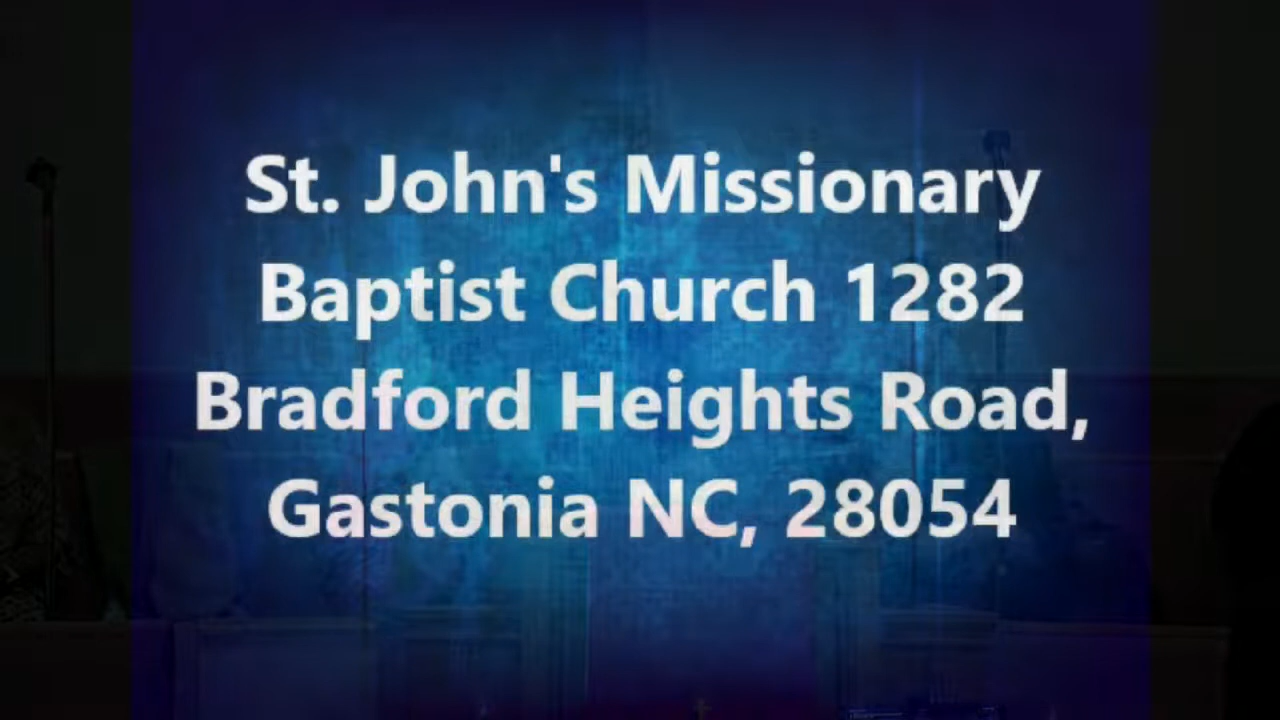 St. John's Missionary
Baptist Church 1282
Bradford Heights Road,
Gastonia NC, 28054